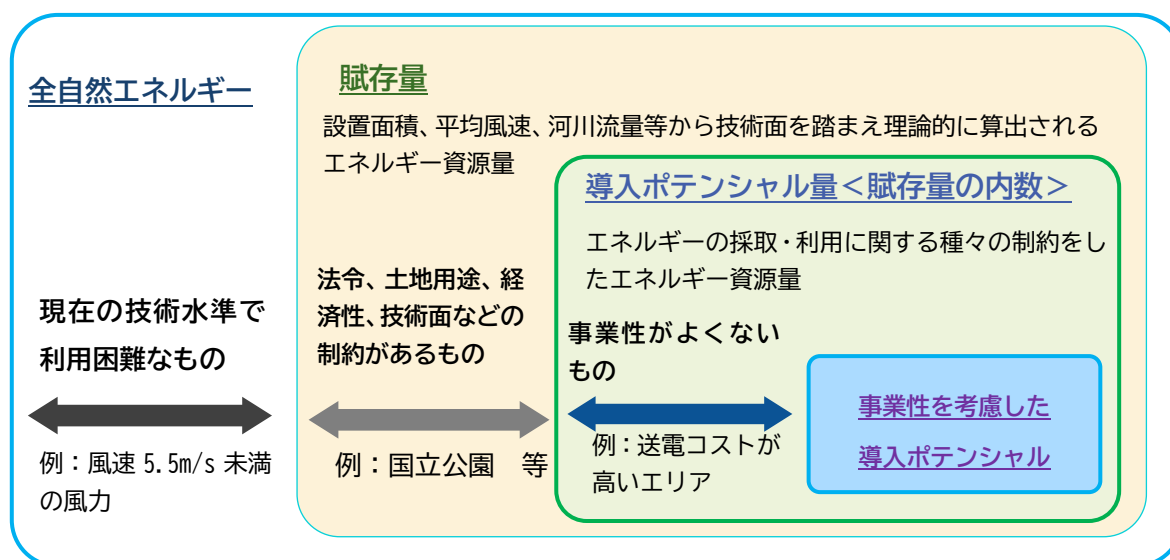 全自然エネルギー
現在の技術水準で
利用困難なもの
例：風速 5.5m/s 未満
の風力
賦存量
設置面積、平均風速、河川流量等から技術面を踏まえ理論的に算出される
エネルギー資源量
法令、土地用途、経
済性、技術面などの
制約があるもの
例：国立公園　等
導入ポテンシャル量＜賦存量の内数＞
エネルギーの採取・利用に関する種々の制約をし
たエネルギー資源量
事業性がよくない
もの
例：送電コストが
高いエリア
事業性を考慮した
導入ポテンシャル